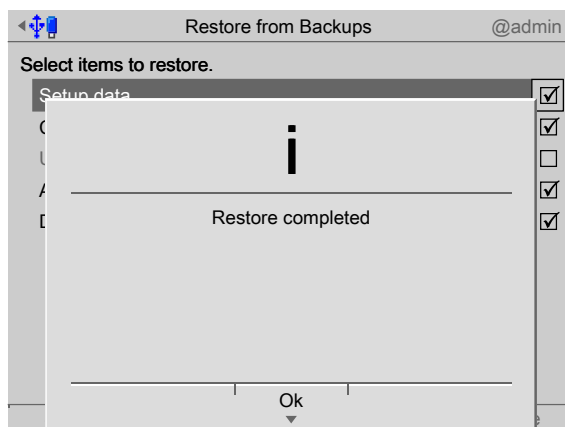 Restore from Backups @admin
Select items to restore.
Setup data
i
Restore completed
Ok